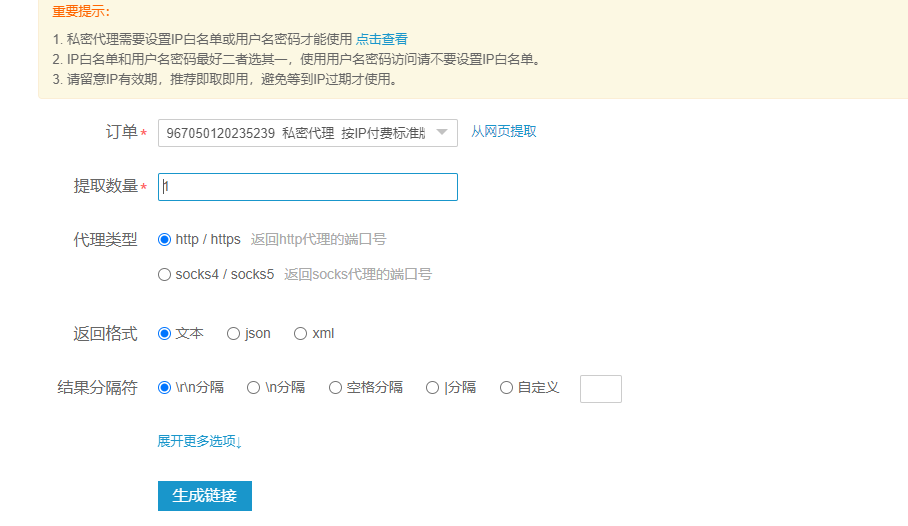 重要提示：
1. 私密代理需要设置IP白名单或用户名密码才能使用 点击查看
2. IP白名单和用户名密码最好二者选其一，使用用户名密码访问请不要设置IP白名单。
3. 请留意IP有效期，推荐即取即用，避免等到IP过期才使用。
订单* 967050120235239 私密代理 按IP付费标准版 从网页提取
提取数量* 1
代理类型 http / https 返回http代理的端口号
socks4 / socks5 返回socks代理的端口号
返回格式 文本 json xml
结果分隔符 \r\n分隔 \n分隔 空格分隔 |分隔 自定义
展开更多选项↓
生成链接